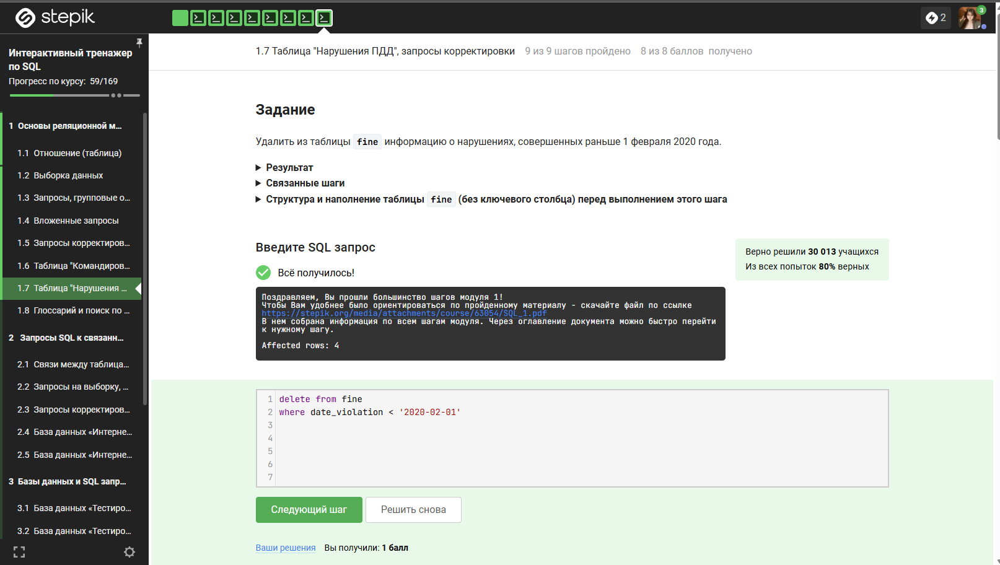 stepik
2
3
Интерактивный тренажер
по SQL
Прогресс по курсу: 59/169
1 Основы реляционной м...
1.1 Отношение (таблица)
1.2 Выборка данных
1.3 Запросы, групповые о...
1.4 Вложенные запросы
1.5 Запросы корректиров...
1.6 Таблица "Командиров...
1.7 Таблица "Нарушения ...
1.8 Глоссарий и поиск по ...
2 Запросы SQL к связанн...
2.1 Связи между таблица...
2.2 Запросы на выборку, ...
2.3 Запросы корректиров...
2.4 База данных «Интерне...
2.5 База данных «Интерне...
3 Базы данных и SQL запр...
3.1 База данных «Тестиро...
3.2 База данных «Тестиро...
1.7 Таблица "Нарушения ПДД", запросы корректировки 9 из 9 шагов пройдено 8 из 8 баллов получено
Задание
Удалить из таблицы fine информацию о нарушениях, совершенных раньше 1 февраля 2020 года.
Результат
Связанные шаги
Структура и наполнение таблицы fine (без ключевого столбца) перед выполнением этого шага
Введите SQL запрос
Всё получилось!
Верно решили 30 013 учащихся
Из всех попыток 80% верных
Поздравляем, Вы прошли большинство шагов модуля 1!
Чтобы Вам удобнее было ориентироваться по пройденному материалу - скачайте файл по ссылке
https://stepik.org/media/attachments/course/63054/SQL_1.pdf
В нем собрана информация по всем шагам модуля. Через оглавление документа можно быстро перейти
к нужному шагу.
Affected rows: 4
1 delete from fine
2 where date_violation < '2020-02-01'
3
4
5
6
7
Следующий шаг
Решить снова
Ваши решения Вы получили: 1 балл